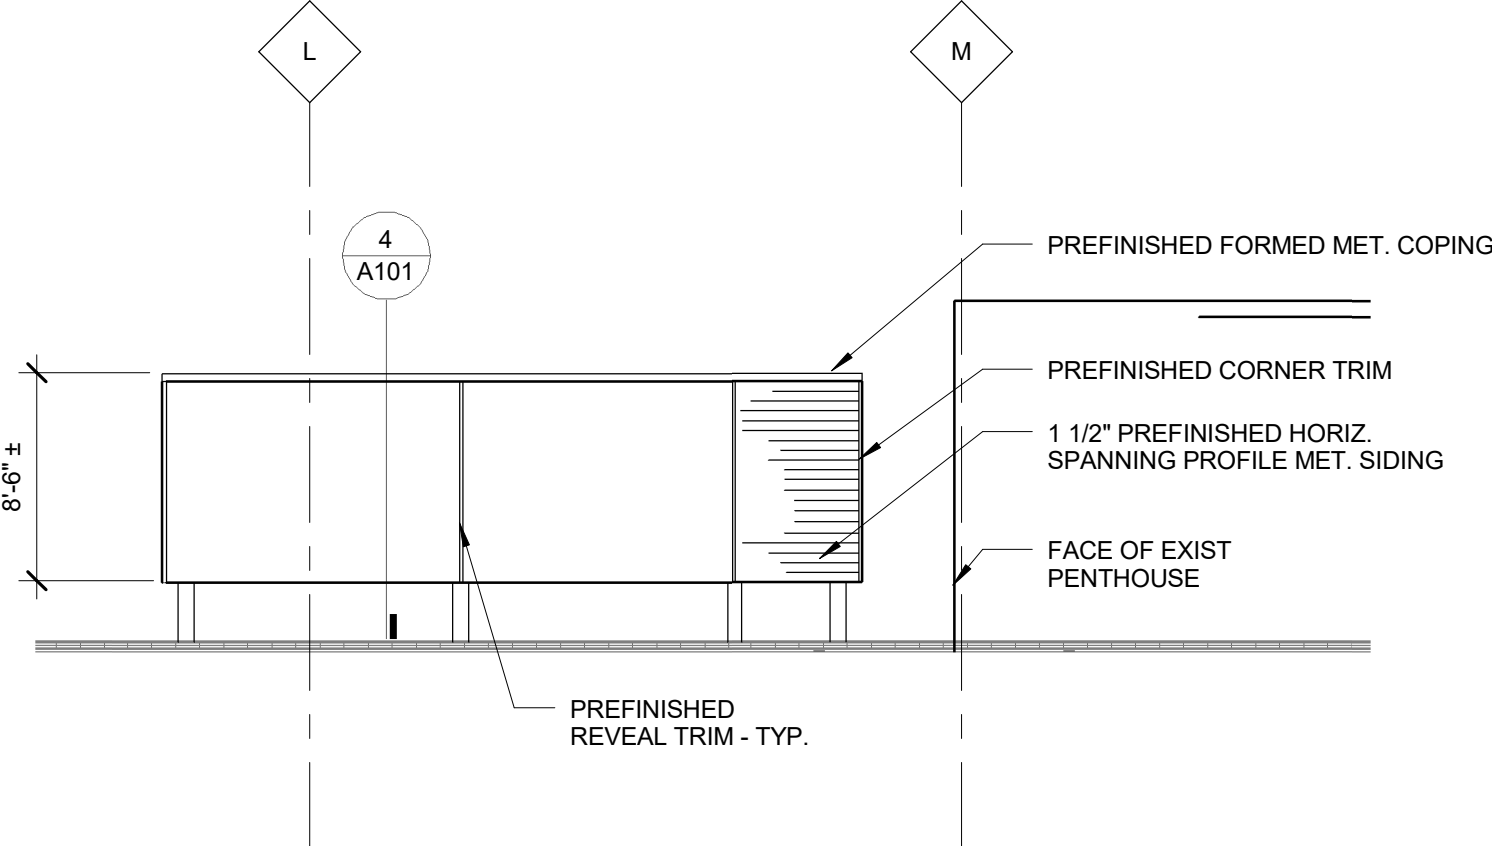 L
M
4
A101
PREFINISHED FORMED MET. COPING
PREFINISHED CORNER TRIM
1 1/2" PREFINISHED HORIZ.
SPANNING PROFILE MET. SIDING
8'-6" ±
FACE OF EXIST
PENTHOUSE
PREFINISHED
REVEAL TRIM - TYP.